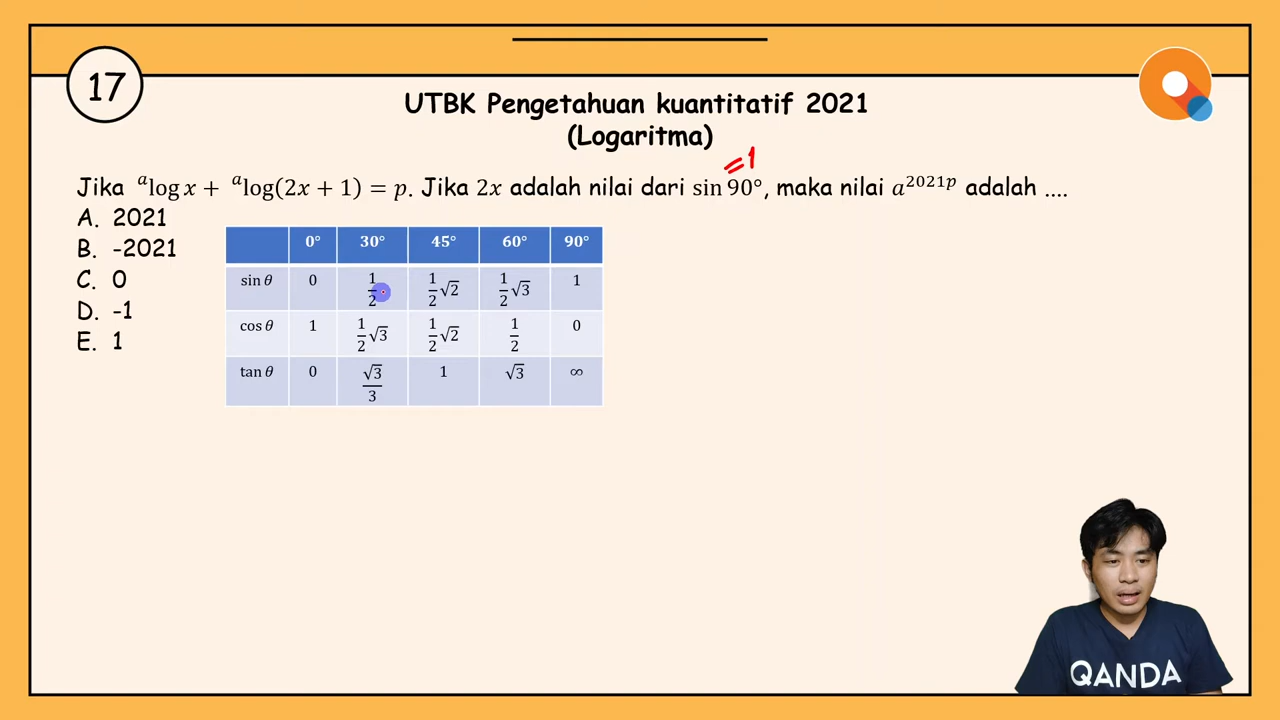 17
UTBK Pengetahuan kuantitatif 2021
(Logaritma)
=1
Jika ᵃlog x + ᵃlog(2x + 1) = p. Jika 2x adalah nilai dari sin 90°, maka nilai a²⁰²¹ᵖ adalah ....
A. 2021
B. -2021
C. 0
D. -1
E. 1
0° 30° 45° 60° 90°
sin θ 0 1/2 1/2√2 1/2√3 1
cos θ 1 1/2√3 1/2√2 1/2 0
tan θ 0 √3/3 1 √3 ∞
QANDA